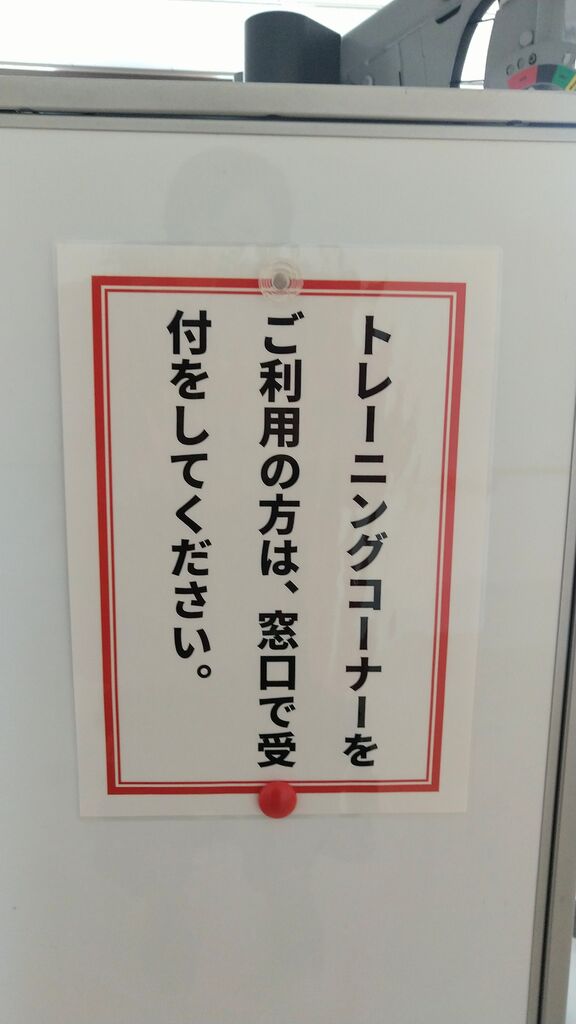 トレーニングコーナーを
ご利用の方は、窓口で受
付をしてください。